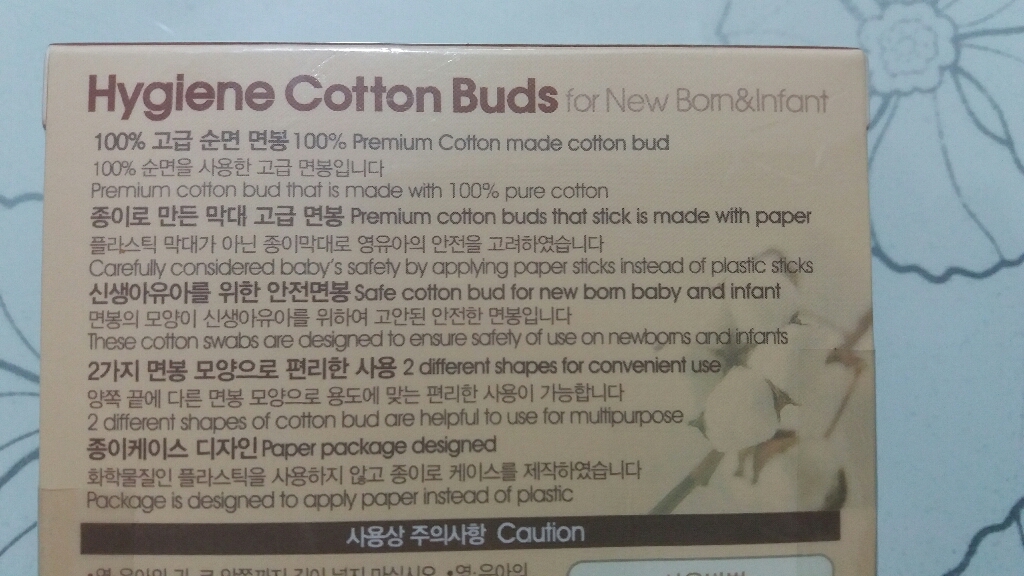 Hygiene Cotton Buds for New Born&Infant
100% 고급 순면 면봉 100% Premium Cotton made cotton bud
100% 순면을 사용한 고급 면봉입니다
Premium cotton bud that is made with 100% pure cotton
종이로 만든 막대 고급 면봉 Premium cotton buds that stick is made with paper
플라스틱 막대가 아닌 종이막대로 영유아의 안전을 고려하였습니다
Carefully considered baby's safety by applying paper sticks instead of plastic sticks
신생아유아를 위한 안전면봉 Safe cotton bud for new born baby and infant
면봉의 모양이 신생아유아를 위하여 고안된 안전한 면봉입니다
These cotton swabs are designed to ensure safety of use on newborns and infants
2가지 면봉 모양으로 편리한 사용 2 different shapes for convenient use
양쪽 끝에 다른 면봉 모양으로 용도에 맞는 편리한 사용이 가능합니다
2 different shapes of cotton bud are helpful to use for multipurpose
종이케이스 디자인 Paper package designed
화학물질인 플라스틱을 사용하지 않고 종이로 케이스를 제작하였습니다
Package is designed to apply paper instead of plastic
사용상 주의사항 Caution